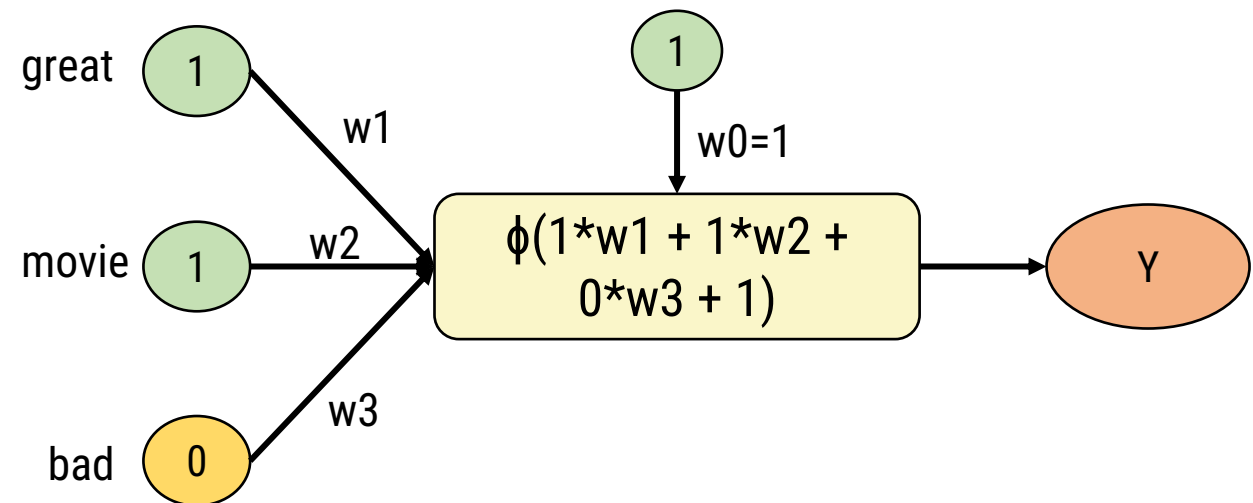 great
1
w1
1
w0=1
movie
1
w2
ϕ(1*w1 + 1*w2 +
0*w3 + 1)
Y
w3
bad
0